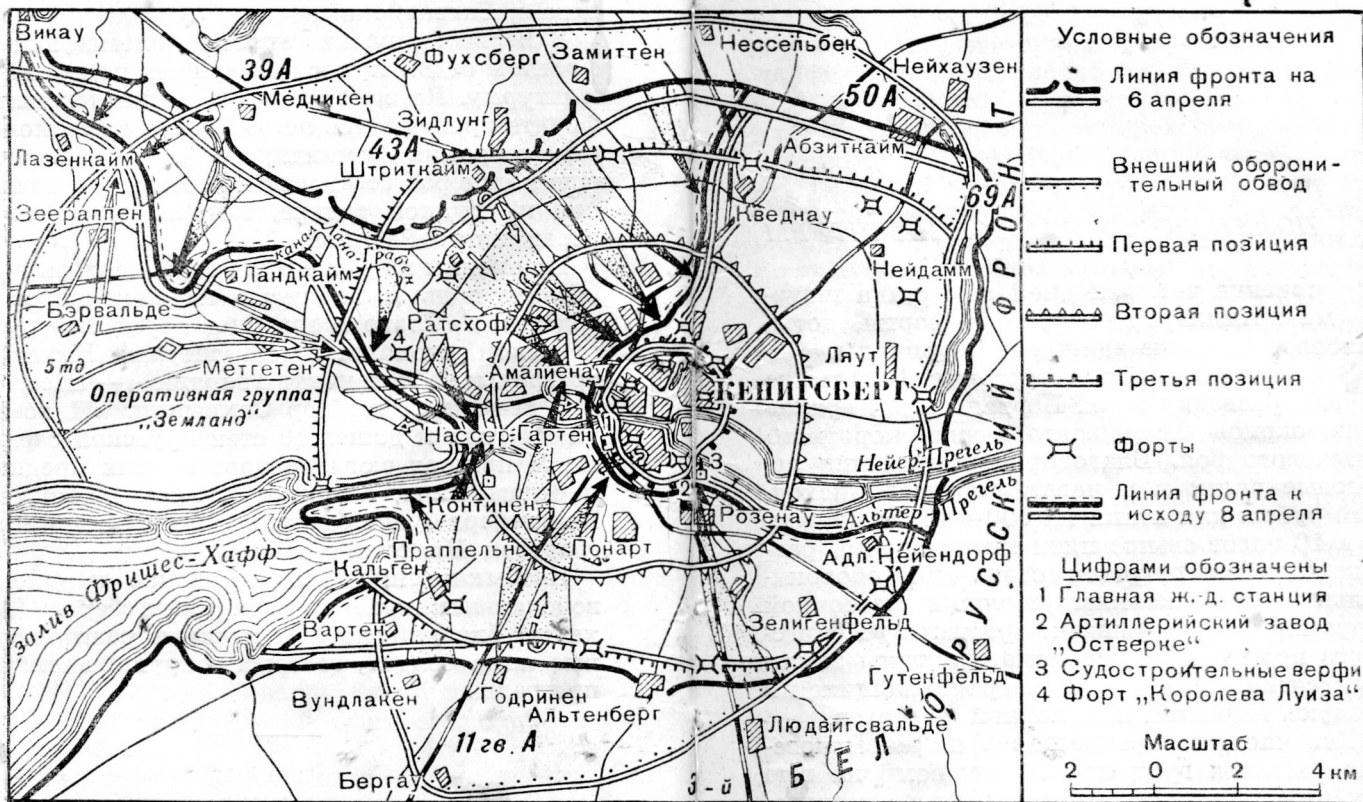 Викау
39А
Фухсберг
Замиттен
Нессельбек
Нейхаузен
Медникен
50А
Зидлунг
43А
Абзиткайм
Лазенкайм
Штриткайм
69А
Зеераппен
Кведнау
канал Ланд-Грабен
Ландкайм
Нейдамм
Бэрвальде
Ратсхоф
4
5 тд
Метгетен
Амалиенау
Ляут
Оперативная группа
„Земланд"
КЕНИГСБЕРГ
1
Нассер-Гартен
3
Нейер-Прегель
2
Континен
Розенау
Альтер-Прегель
Праппельн
Понарт
залив Фришес-Хафф
Кальген
Адл. Нейендорф
Вартен
Зелигенфельд
Гутенфельд
Вундлакен
Годринен
Альтенберг
Людвигсвальде
11 гв. А
Бергау
3-й БЕЛОРУССКИЙ ФРОНТ
Условные обозначения
Линия фронта на
6 апреля
Внешний оборони-
тельный обвод
Первая позиция
Вторая позиция
Третья позиция
Форты
Линия фронта к
исходу 8 апреля
Цифрами обозначены
1 Главная ж.-д. станция
2 Артиллерийский завод
„Остверке"
3 Судостроительные верфи
4 Форт „Королева Луиза"
Масштаб
2 0 2 4 км